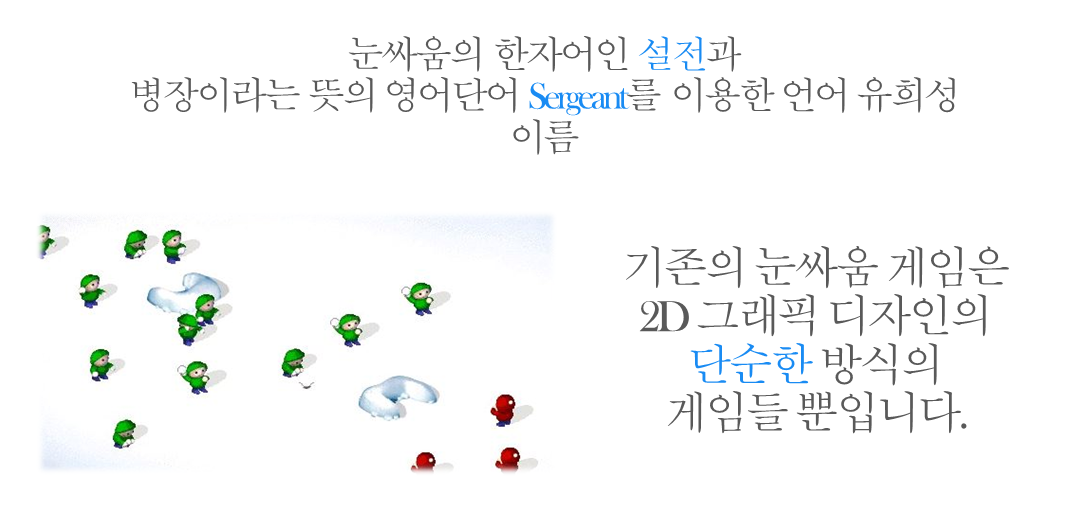 눈싸움의 한자어인 설전과
병장이라는 뜻의 영어단어 Sergeant를 이용한 언어 유희성
이름
기존의 눈싸움 게임은
2D 그래픽 디자인의
단순한 방식의
게임들 뿐입니다.